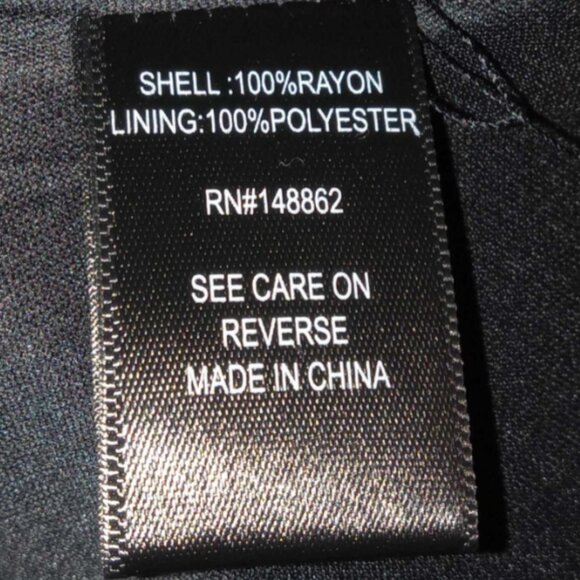 SHELL :100%RAYON
LINING:100%POLYESTER
RN#148862
SEE CARE ON
REVERSE
MADE IN CHINA